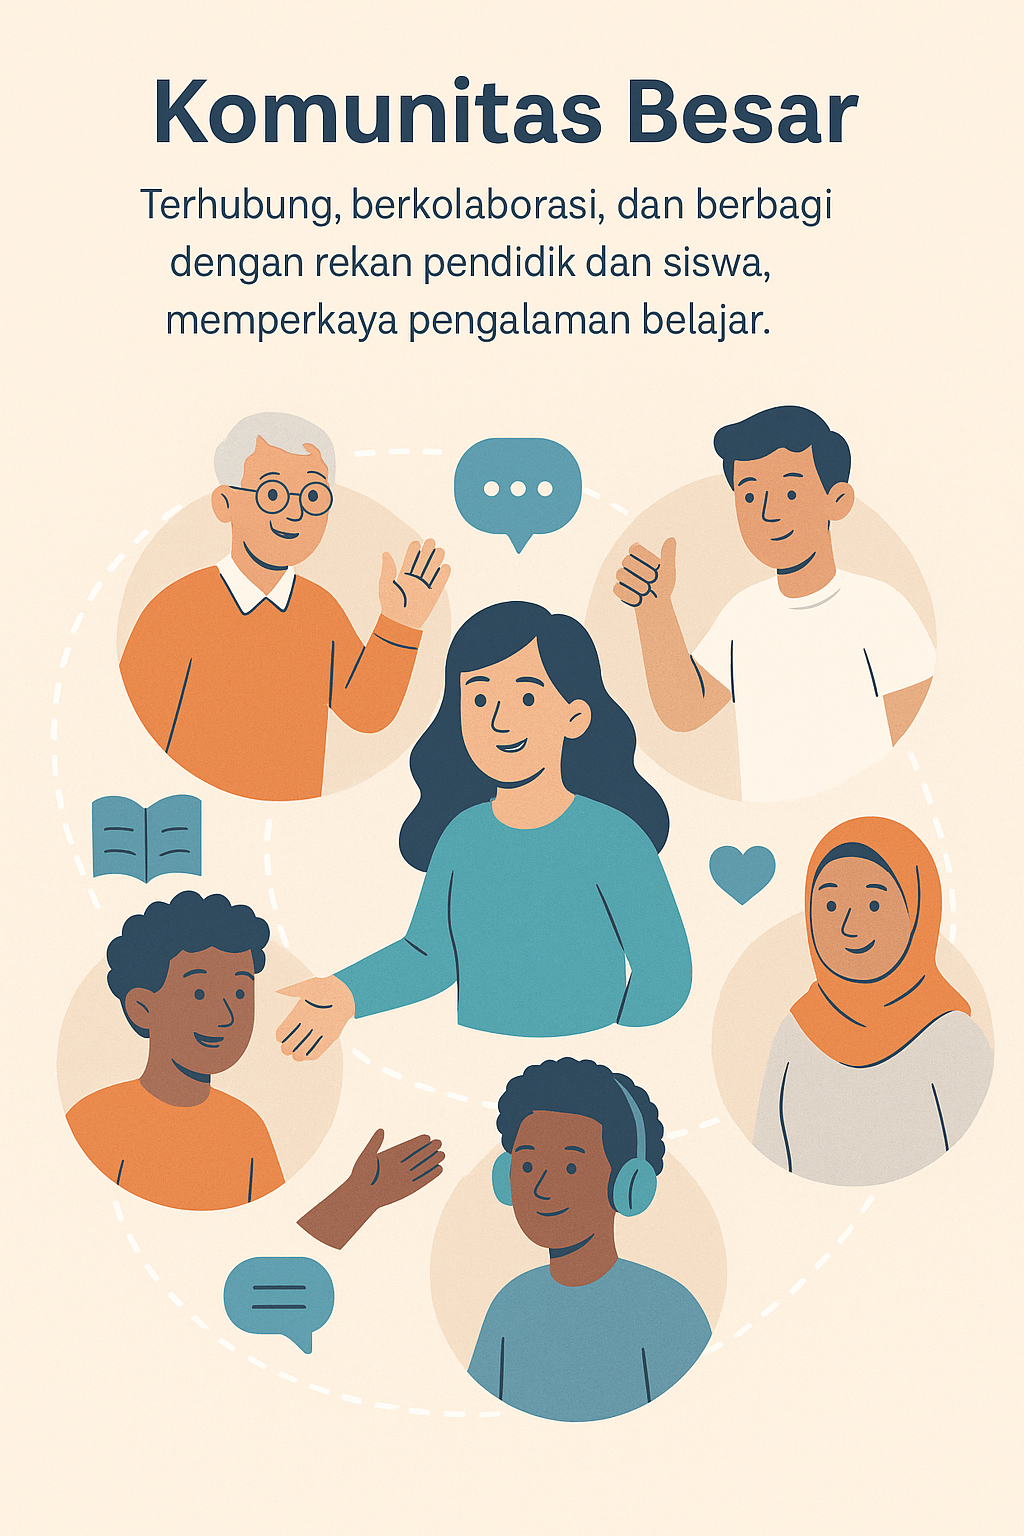 Komunitas Besar
Terhubung, berkolaborasi, dan berbagi
dengan rekan pendidik dan siswa,
memperkaya pengalaman belajar.